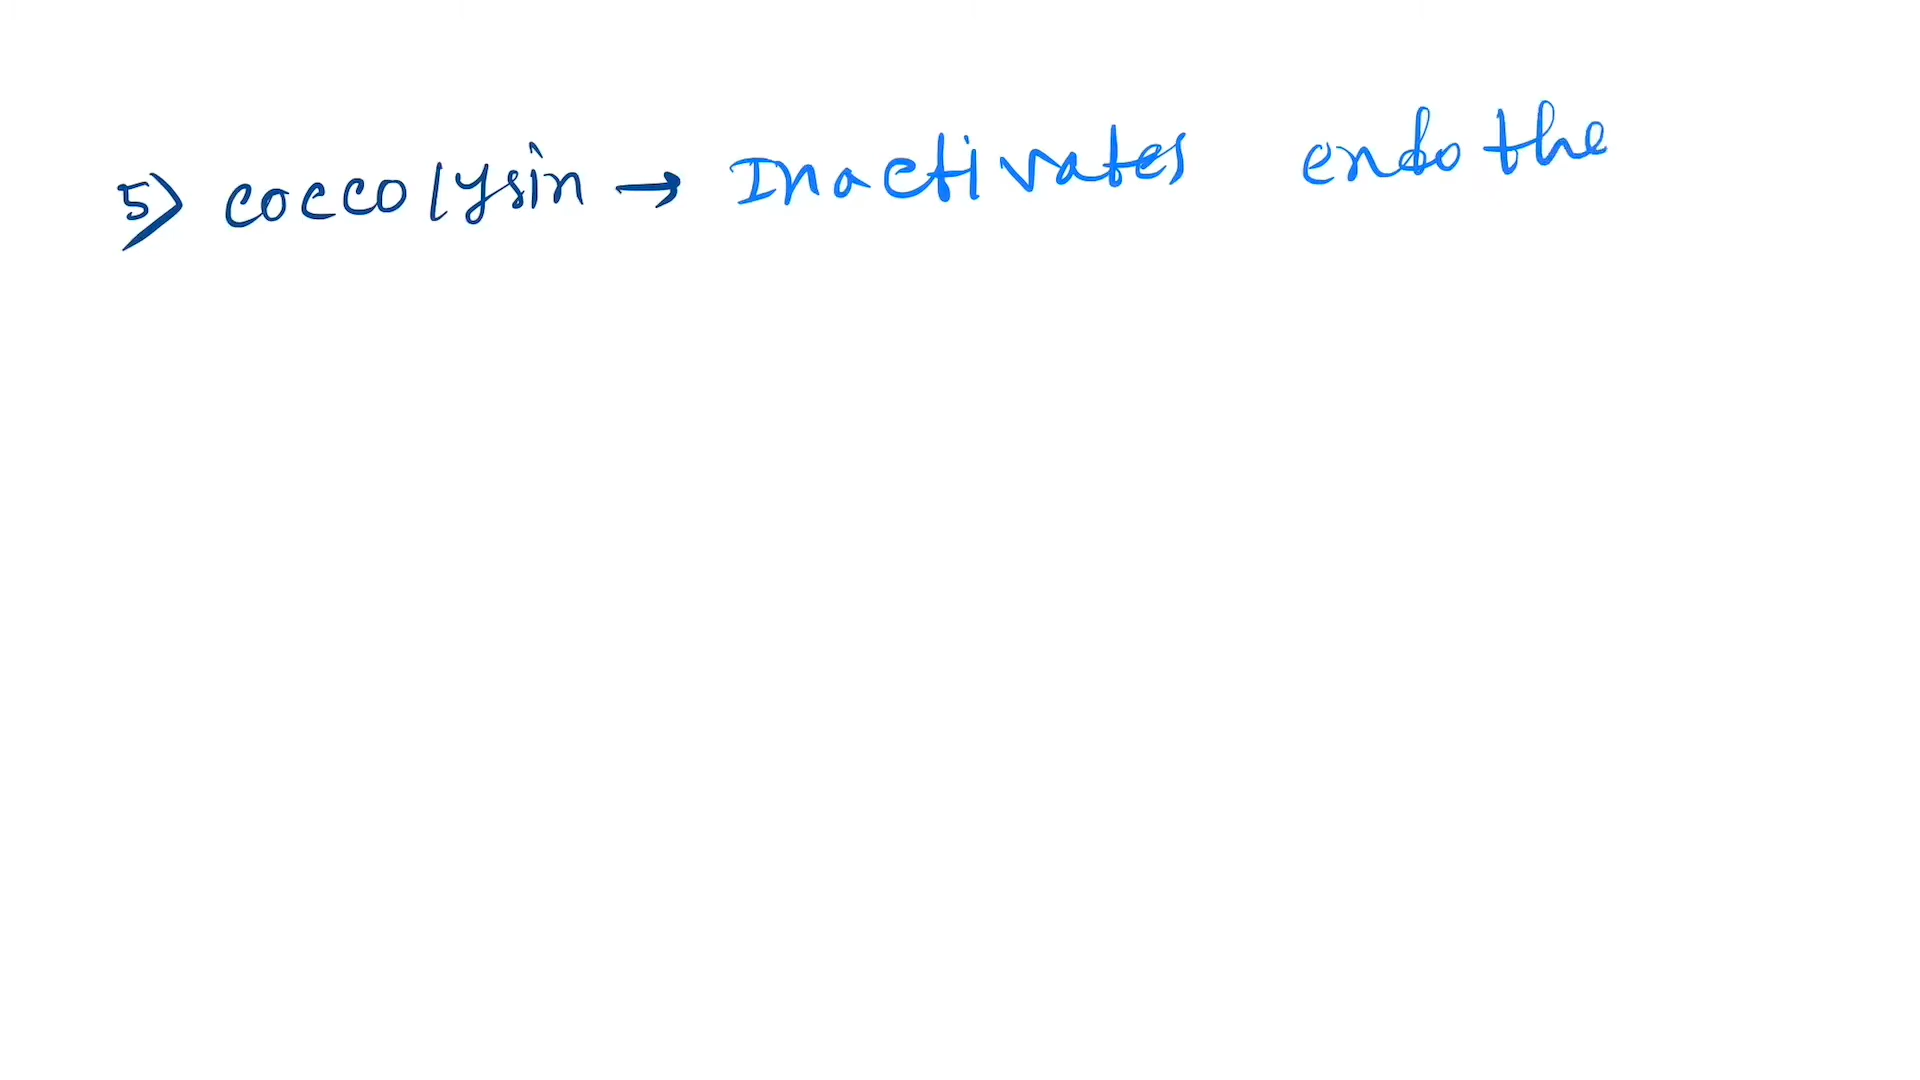 5) coccolysin → Inactivates endothe